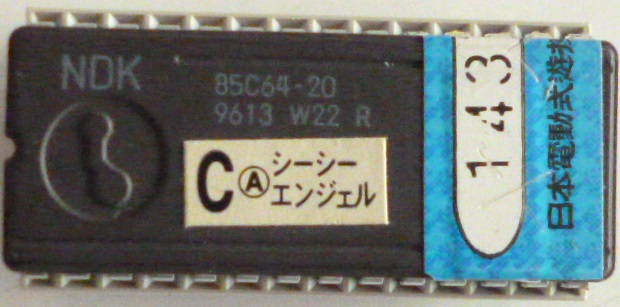 NDK
85C64-20
9613 W22 R
C Ⓐ シーシー
エンジェル
143
日本電動式遊